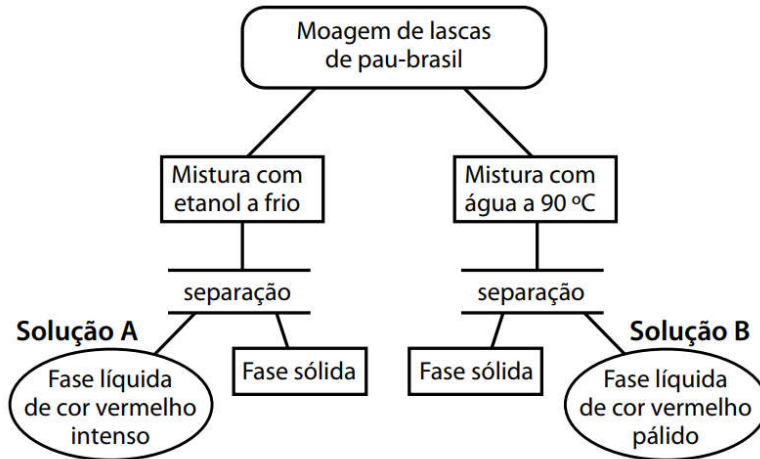 Moagem de lascas
de pau-brasil
Mistura com
etanol a frio
Mistura com
água a 90 ºC
separação
separação
Solução A
Solução B
Fase líquida
de cor vermelho
intenso
Fase sólida
Fase sólida
Fase líquida
de cor vermelho
pálido